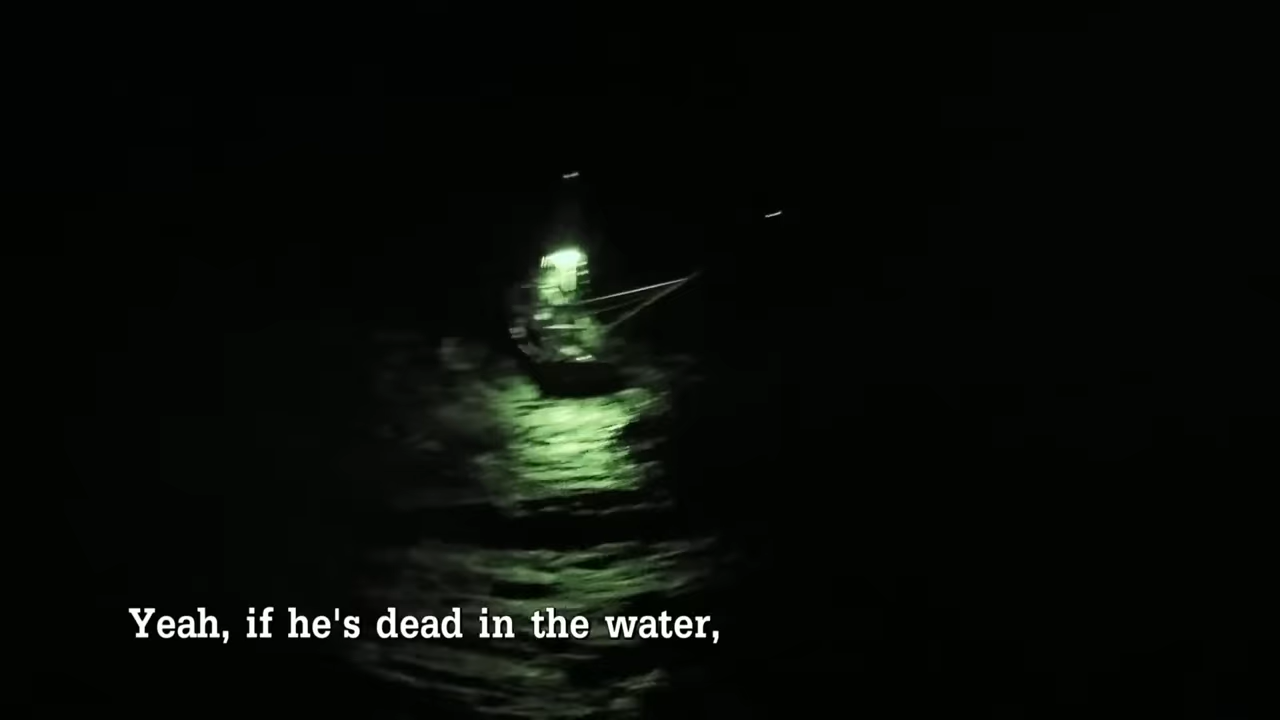 Yeah, if he's dead in the water,